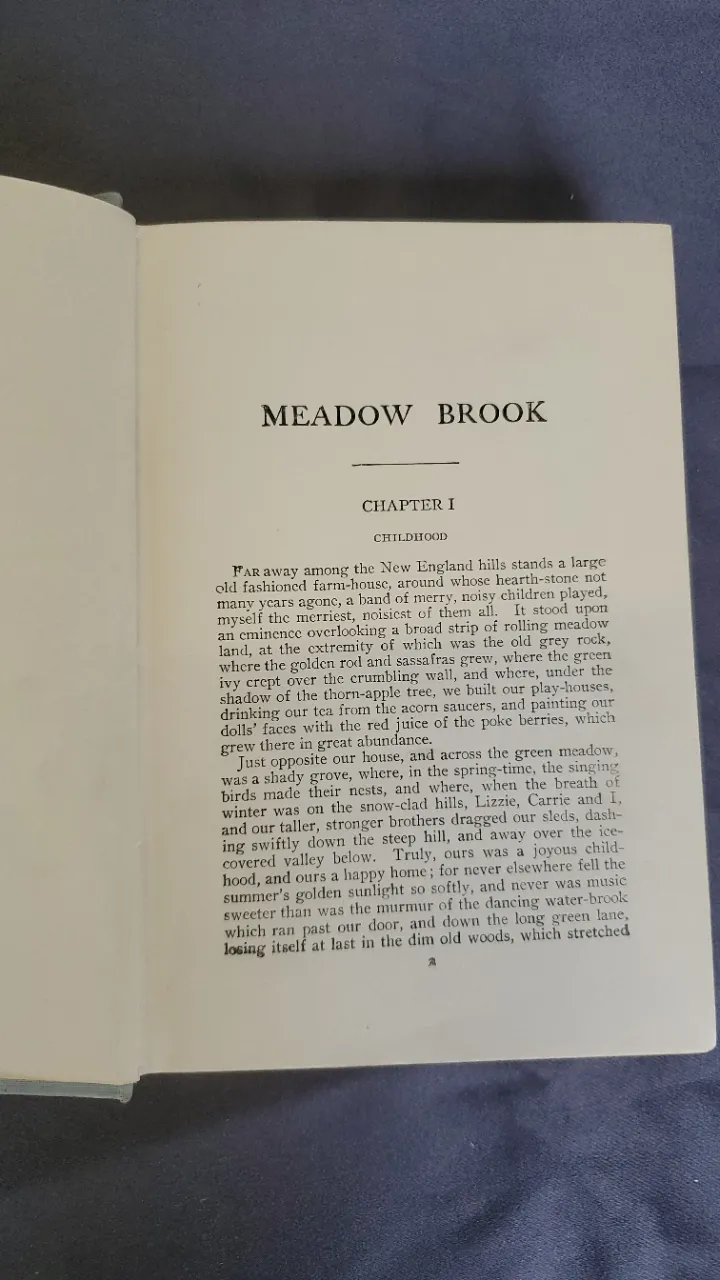 MEADOW BROOK
CHAPTER I
CHILDHOOD
FAR away among the New England hills stands a large
old fashioned farm-house, around whose hearth-stone not
many years agone, a band of merry, noisy children played,
myself the merriest, noisiest of them all. It stood upon
an eminence overlooking a broad strip of rolling meadow
land, at the extremity of which was the old grey rock,
where the golden rod and sassafras grew, where the green
ivy crept over the crumbling wall, and where, under the
shadow of the thorn-apple tree, we built our play-houses,
drinking our tea from the acorn saucers, and painting our
dolls' faces with the red juice of the poke berries, which
grew there in great abundance.
Just opposite our house, and across the green meadow,
was a shady grove, where, in the spring-time, the singing
birds made their nests, and where, when the breath of
winter was on the snow-clad hills, Lizzie, Carrie and I,
and our taller, stronger brothers dragged our sleds, dash-
ing swiftly down the steep hill, and away over the ice-
covered valley below. Truly, ours was a joyous child-
hood, and ours a happy home; for never elsewhere fell the
summer's golden sunlight so softly, and never was music
sweeter than was the murmur of the dancing water-brook
which ran past our door, and down the long green lane,
losing itself at last in the dim old woods, which stretched
2